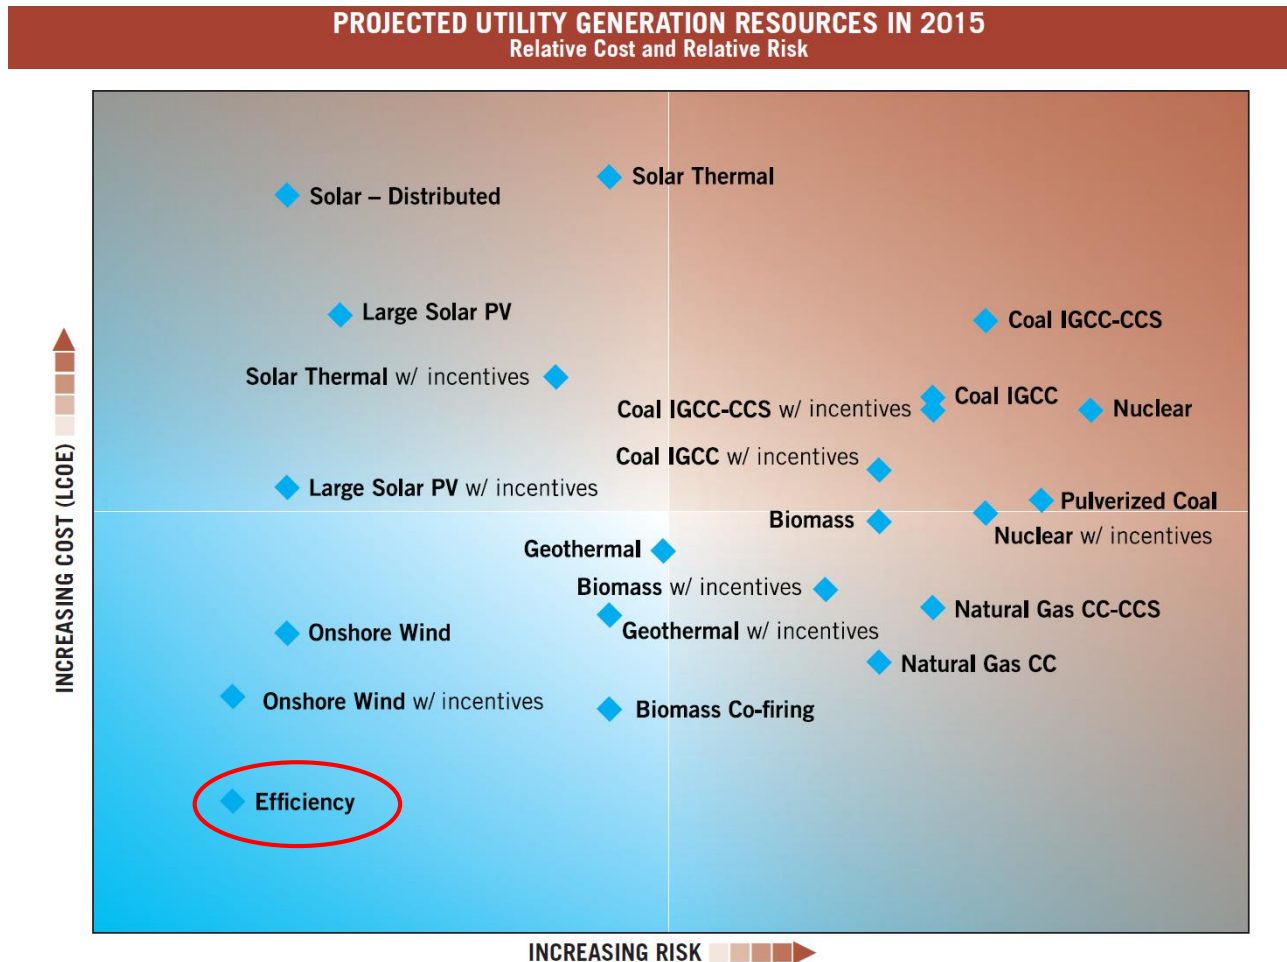 PROJECTED UTILITY GENERATION RESOURCES IN 2015
Relative Cost and Relative Risk
Solar Thermal
Solar – Distributed
Large Solar PV
Coal IGCC-CCS
Solar Thermal w/ incentives
Coal IGCC
Coal IGCC-CCS w/ incentives
Nuclear
Coal IGCC w/ incentives
Large Solar PV w/ incentives
Pulverized Coal
Biomass
Nuclear w/ incentives
Geothermal
Biomass w/ incentives
Natural Gas CC-CCS
Onshore Wind
Geothermal w/ incentives
Natural Gas CC
Onshore Wind w/ incentives
Biomass Co-firing
Efficiency
INCREASING COST (LCOE)
INCREASING RISK